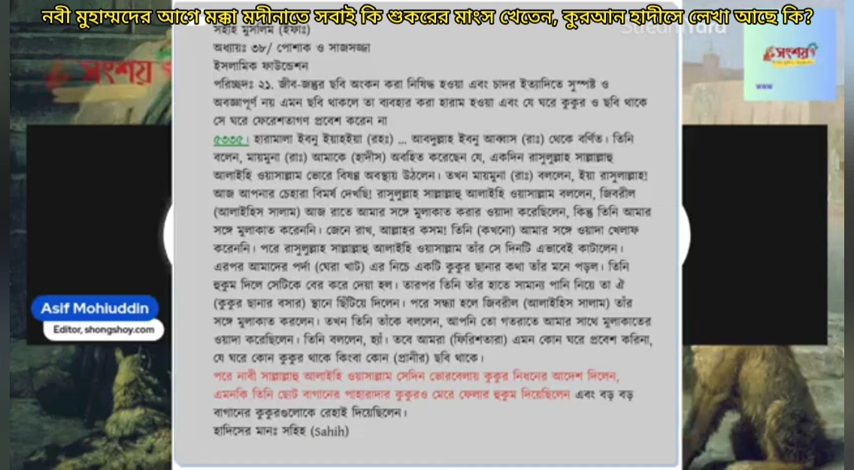 নবী মুহাম্মদের আগে মক্কা মদীনাতে সবাই কি শুকরের মাংস খেতেন, কুরআন হাদীসে লেখা আছে কি?
সহীহ মুসলিম (ইফাঃ)
StreamYard
অধ্যায়ঃ ৩৮/ পোশাক ও সাজসজ্জা
ইসলামিক ফাউন্ডেশন
পরিচ্ছদঃ ২১. জীব-জন্তুর ছবি অংকন করা নিষিদ্ধ হওয়া এবং চাদর ইত্যাদিতে সুস্পষ্ট ও
অবজ্ঞাপূর্ণ নয় এমন ছবি থাকলে তা ব্যবহার করা হারাম হওয়া এবং যে ঘরে কুকুর ও ছবি থাকে
সে ঘরে ফেরেশতাগণ প্রবেশ করেন না
৫৩৩৫। হারামালা ইবনু ইয়াহইয়া (রহঃ) ... আবদুল্লাহ ইবনু আব্বাস (রাঃ) থেকে বর্ণিত। তিনি
বলেন, মায়মুনা (রাঃ) আমাকে (হাদীস) অবহিত করেছেন যে, একদিন রাসুলুল্লাহ সাল্লাল্লাহু
আলাইহি ওয়াসাল্লাম ভোরে বিষণ্ণ অবস্থায় উঠলেন। তখন মায়মুনা (রাঃ) বললেন, ইয়া রাসুলাল্লাহ!
আজ আপনার চেহারা বিমর্ষ দেখছি! রাসুলুল্লাহ সাল্লাল্লাহু আলাইহি ওয়াসাল্লাম বললেন, জিবরীল
(আলাইহিস সালাম) আজ রাতে আমার সঙ্গে মুলাকাত করার ওয়াদা করেছিলেন, কিন্তু তিনি আমার
সঙ্গে মুলাকাত করেননি। জেনে রাখ, আল্লাহর কসম! তিনি (কখনো) আমার সঙ্গে ওয়াদা খেলাফ
করেননি। পরে রাসুলুল্লাহ সাল্লাল্লাহু আলাইহি ওয়াসাল্লাম তাঁর সে দিনটি এভাবেই কাটালেন।
এরপর আমাদের পর্দা (ঘেরা খাট) এর নিচে একটি কুকুর ছানার কথা তাঁর মনে পড়ল। তিনি
হুকুম দিলে সেটিকে বের করে দেয়া হল। তারপর তিনি তাঁর হাতে সামান্য পানি নিয়ে তা ঐ
(কুকুর ছানার বসার) স্থানে ছিঁটিয়ে দিলেন। পরে সন্ধ্যা হলে জিবরীল (আলাইহিস সালাম) তাঁর
সঙ্গে মুলাকাত করলেন। তখন তিনি তাঁকে বললেন, আপনি তো গতরাতে আমার সাথে মুলাকাতের
ওয়াদা করেছিলেন। তিনি বললেন, হ্যাঁ। তবে আমরা (ফিরিশতারা) এমন কোন ঘরে প্রবেশ করিনা,
যে ঘরে কোন কুকুর থাকে কিংবা কোন (প্রানীর) ছবি থাকে।
পরে নাবী সাল্লাল্লাহু আলাইহি ওয়াসাল্লাম সেদিন ভোরবেলায় কুকুর নিধনের আদেশ দিলেন,
এমনকি তিনি ছোট বাগানের পাহারাদার কুকুরও মেরে ফেলার হুকুম দিয়েছিলেন এবং বড় বড়
বাগানের কুকুরগুলোকে রেহাই দিয়েছিলেন।
হাদিসের মানঃ সহিহ (Sahih)
সংশয়
সংশয়
www
Asif Mohiuddin
Editor, shongshoy.com